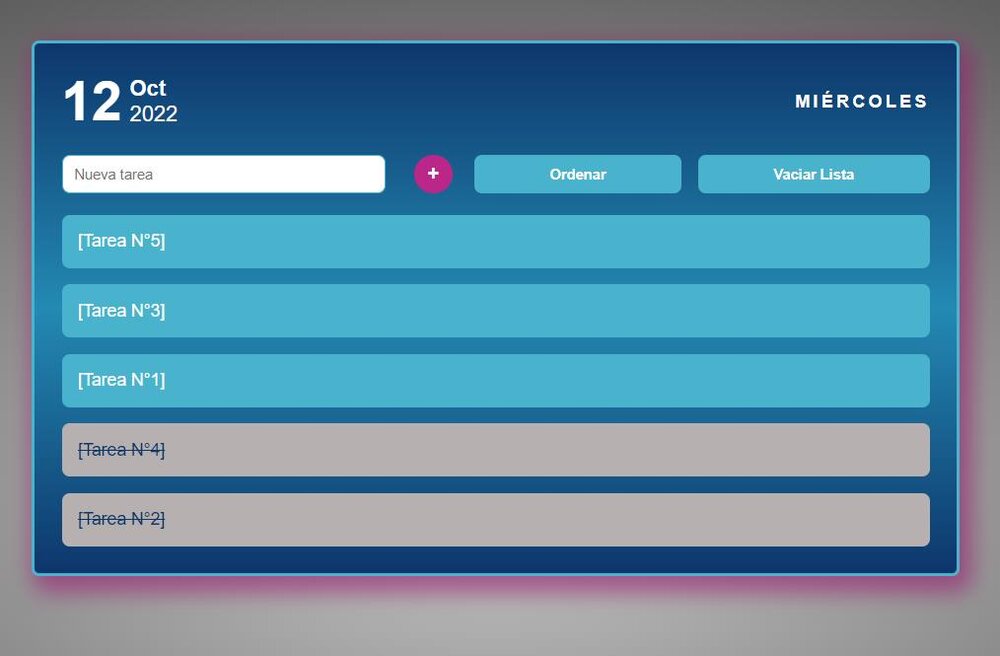 12 Oct
2022
MIÉRCOLES
Nueva tarea + Ordenar Vaciar Lista
[Tarea N°5]
[Tarea N°3]
[Tarea N°1]
[Tarea N°4]
[Tarea N°2]